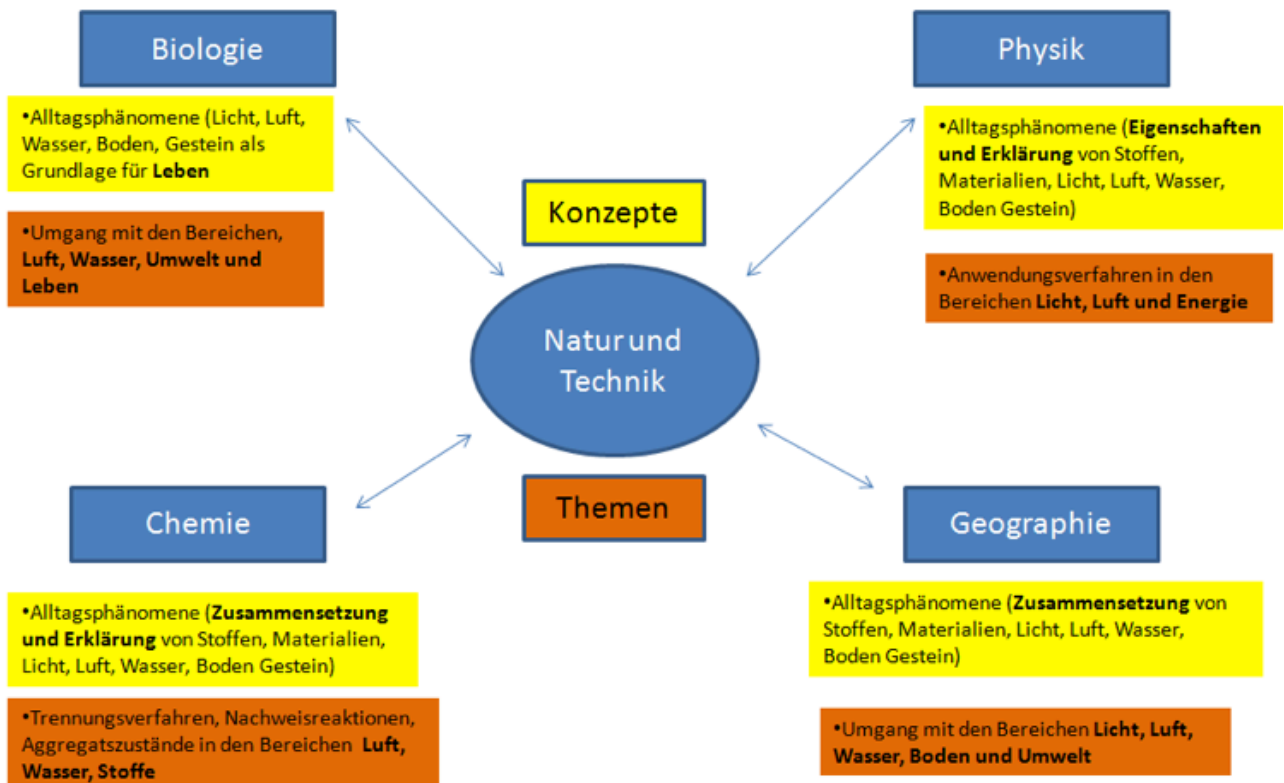 Biologie
•Alltagsphänomene (Licht, Luft,
Wasser, Boden, Gestein als
Grundlage für Leben
•Umgang mit den Bereichen,
Luft, Wasser, Umwelt und
Leben
Physik
•Alltagsphänomene (Eigenschaften
und Erklärung von Stoffen,
Materialien, Licht, Luft, Wasser,
Boden Gestein)
•Anwendungsverfahren in den
Bereichen Licht, Luft und Energie
Konzepte
Natur und
Technik
Themen
Chemie
•Alltagsphänomene (Zusammensetzung
und Erklärung von Stoffen, Materialien,
Licht, Luft, Wasser, Boden Gestein)
•Trennungsverfahren, Nachweisreaktionen,
Aggregatszustände in den Bereichen Luft,
Wasser, Stoffe
Geographie
•Alltagsphänomene (Zusammensetzung von
Stoffen, Materialien, Licht, Luft, Wasser,
Boden Gestein)
•Umgang mit den Bereichen Licht, Luft,
Wasser, Boden und Umwelt